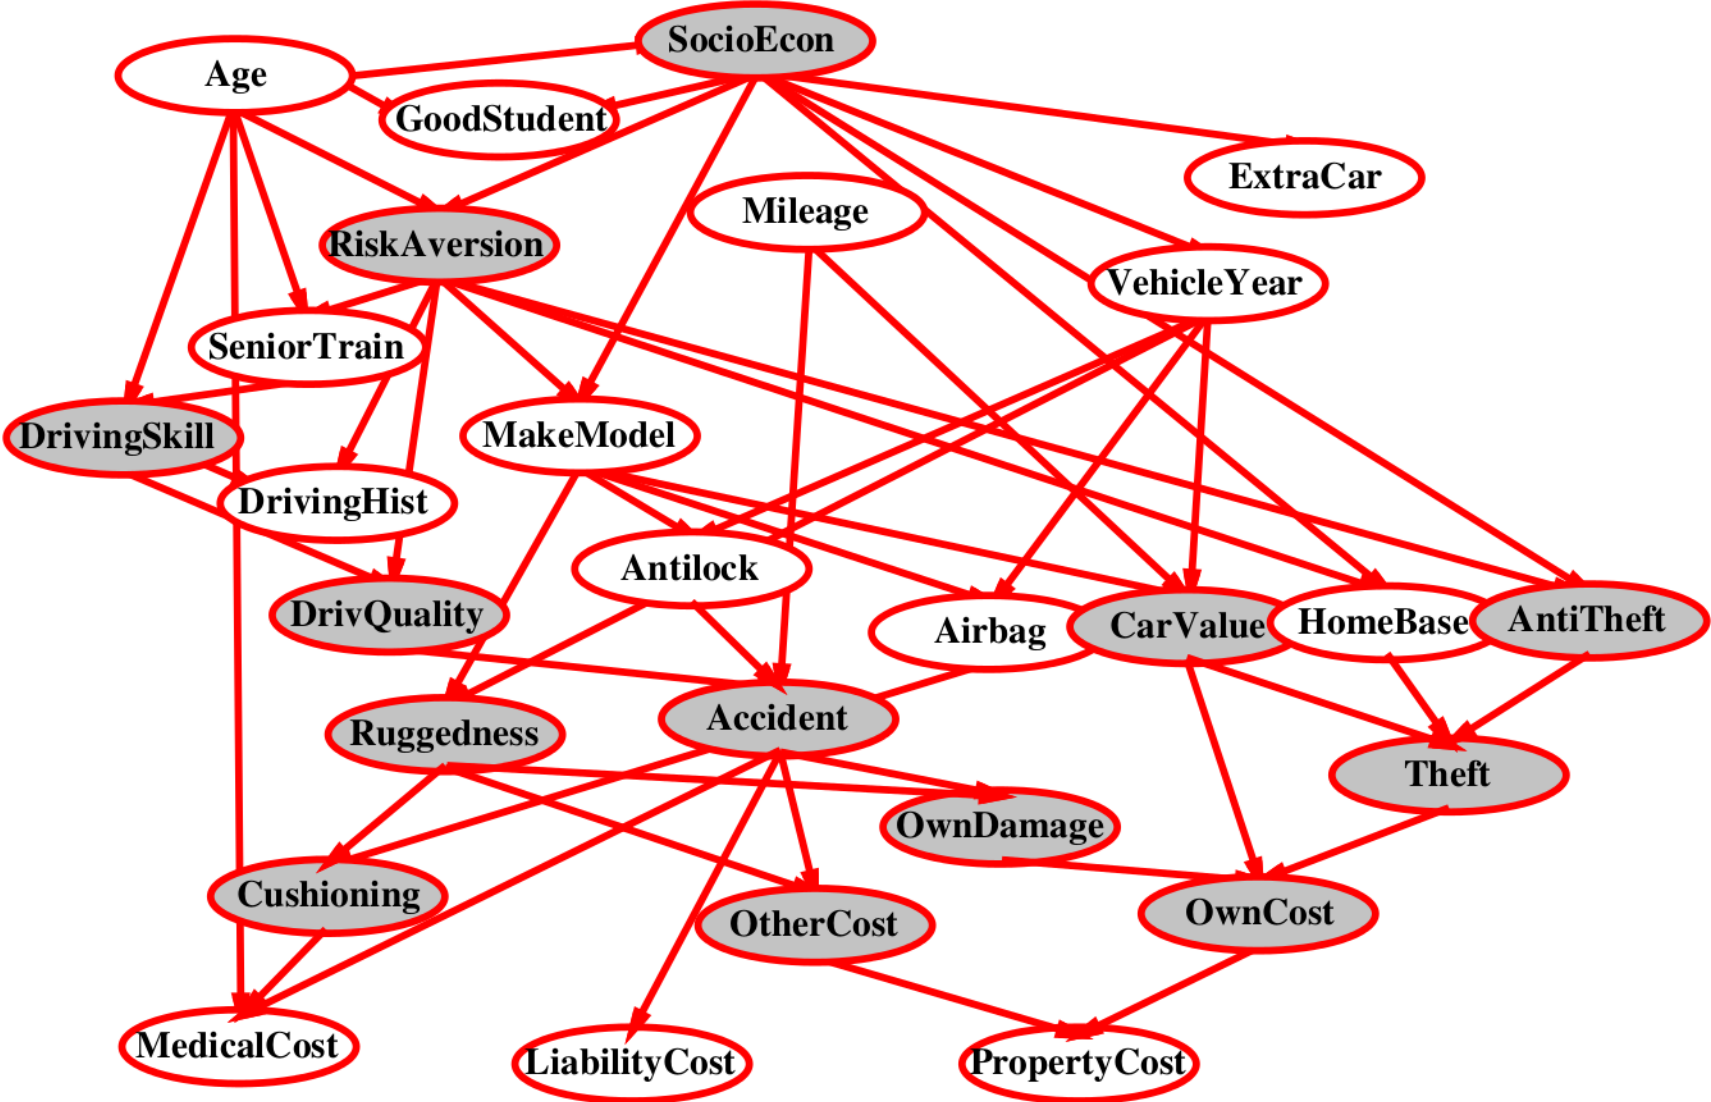 SocioEcon
Age
GoodStudent
ExtraCar
Mileage
RiskAversion
VehicleYear
SeniorTrain
DrivingSkill
MakeModel
DrivingHist
Antilock
DrivQuality
Airbag
CarValue
HomeBase
AntiTheft
Ruggedness
Accident
Theft
OwnDamage
Cushioning
OtherCost
OwnCost
MedicalCost
LiabilityCost
PropertyCost